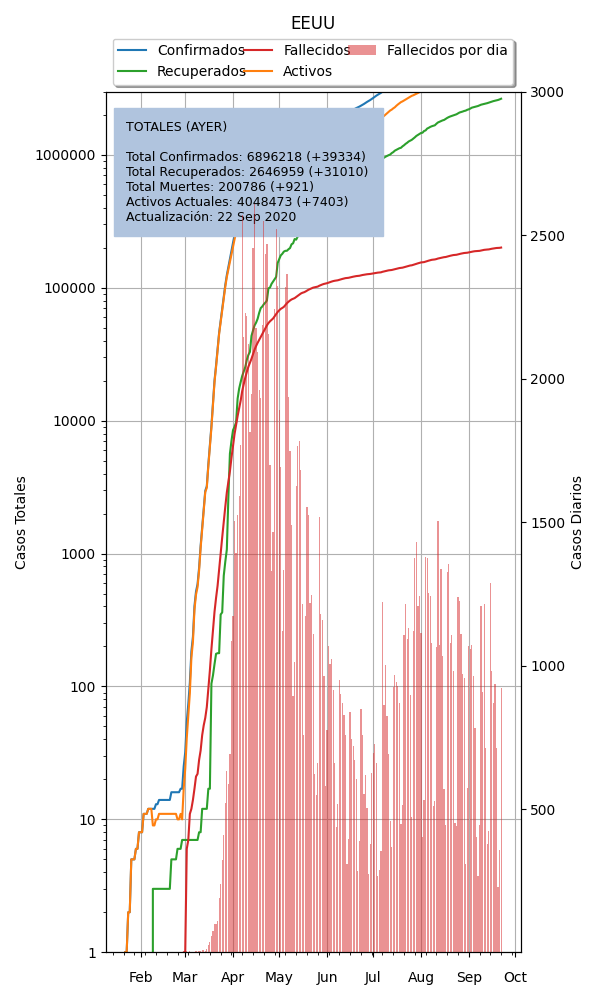 EEUU
Confirmados
Recuperados
Fallecidos
Activos
Fallecidos por dia
TOTALES (AYER)
Total Confirmados: 6896218 (+39334)
Total Recuperados: 2646959 (+31010)
Total Muertes: 200786 (+921)
Activos Actuales: 4048473 (+7403)
Actualización: 22 Sep 2020
Casos Totales
1000000
100000
10000
1000
100
10
1
3000
2500
2000
1500
1000
500
Casos Diarios
Feb Mar Apr May Jun Jul Aug Sep Oct